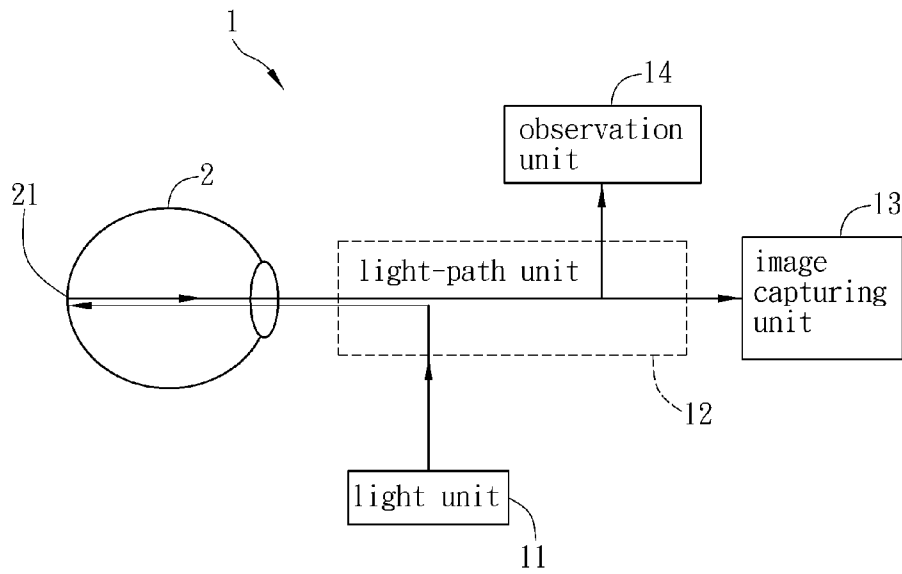 1
14
observation
unit
2
21
13
light-path unit
image
capturing
unit
12
light unit
11